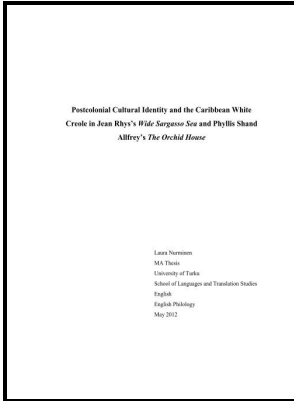 Postcolonial Cultural Identity and the Caribbean White
Creole in Jean Rhys's Wide Sargasso Sea and Phyllis Shand
Allfrey's The Orchid House
Laura Nurminen
MA Thesis
University of Turku
School of Languages and Translation Studies
English
English Philology
May 2012